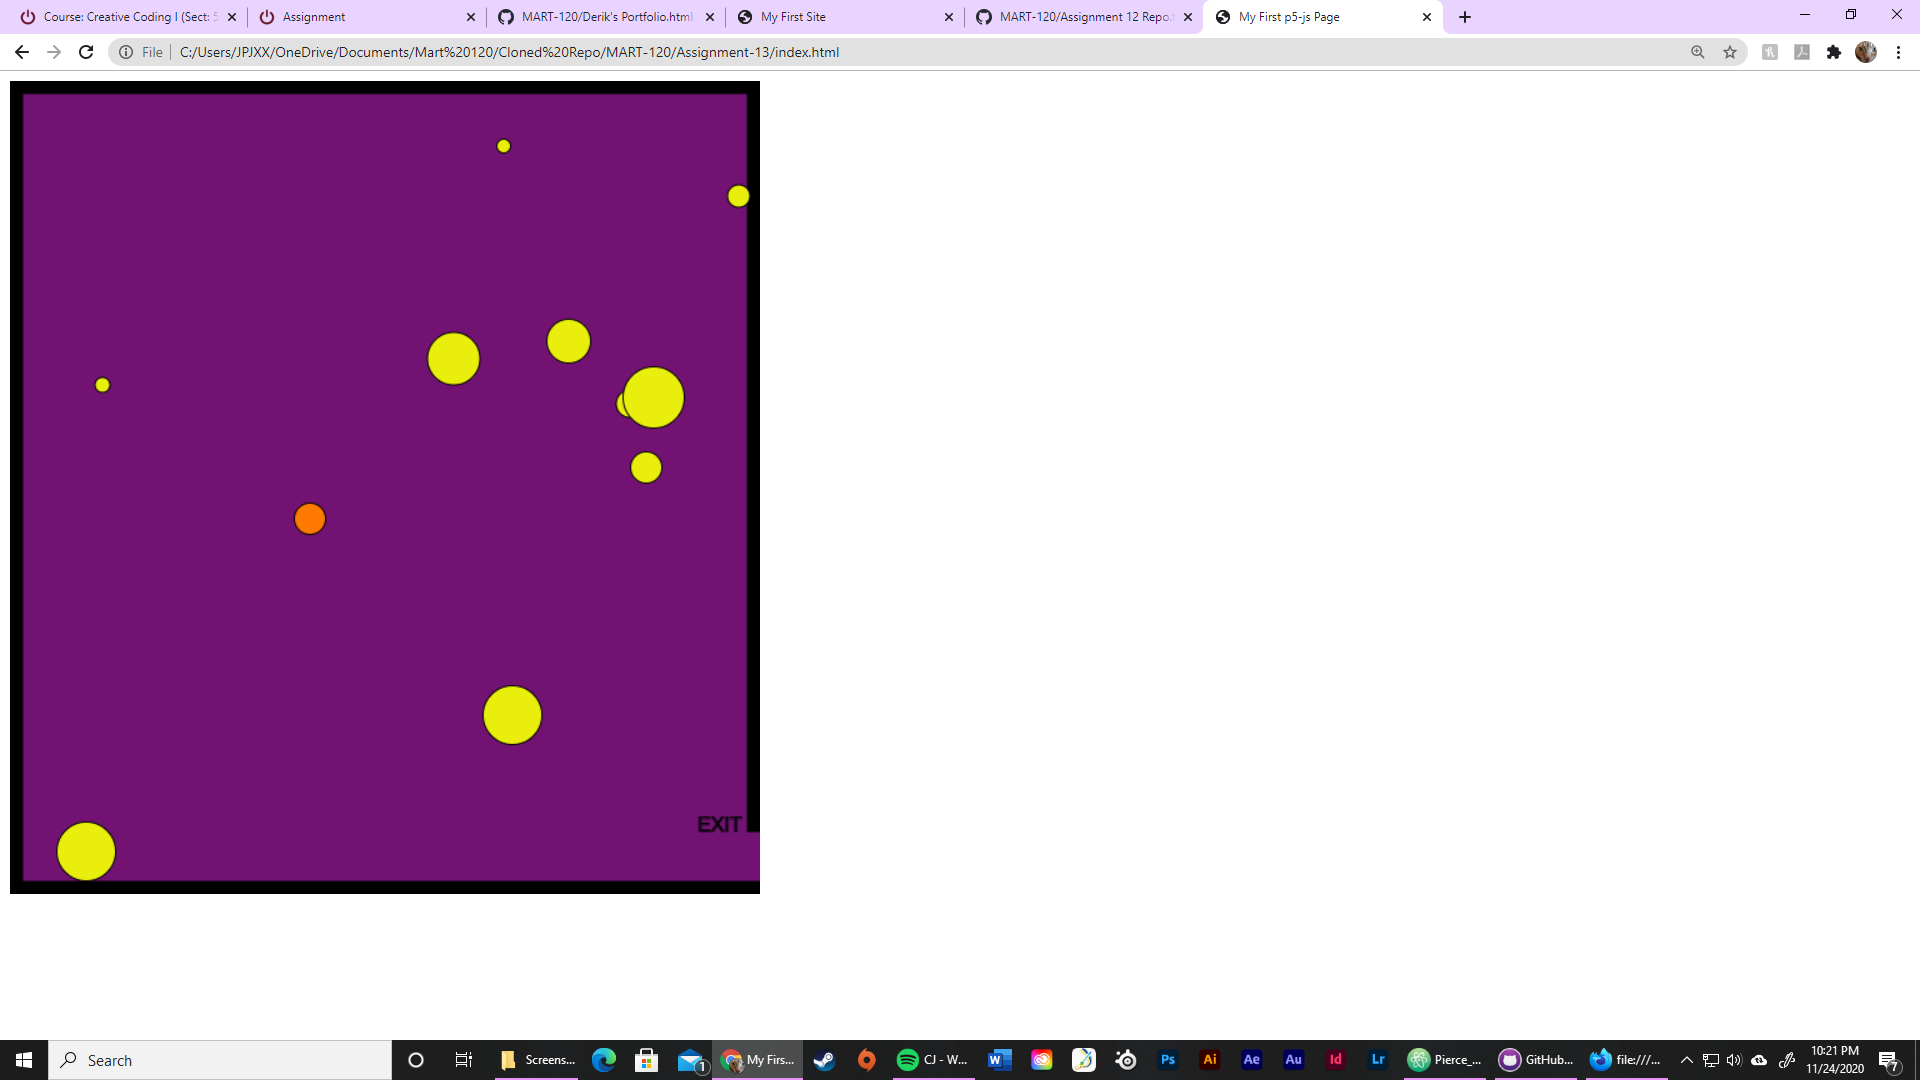 Course: Creative Coding I (Sect: 5
Assignment
MART-120/Derik's Portfolio.html
My First Site
MART-120/Assignment 12 Repo.
My First p5-js Page
File
C:/Users/JPJXX/OneDrive/Documents/Mart%20120/Cloned%20Repo/MART-120/Assignment-13/index.html
EXIT
Search
Screens...
1
My Firs...
CJ - W...
Ps
Ai
Ae
Au
Id
Lr
Pierce_...
GitHub...
file:///...
10:21 PM
11/24/2020
7